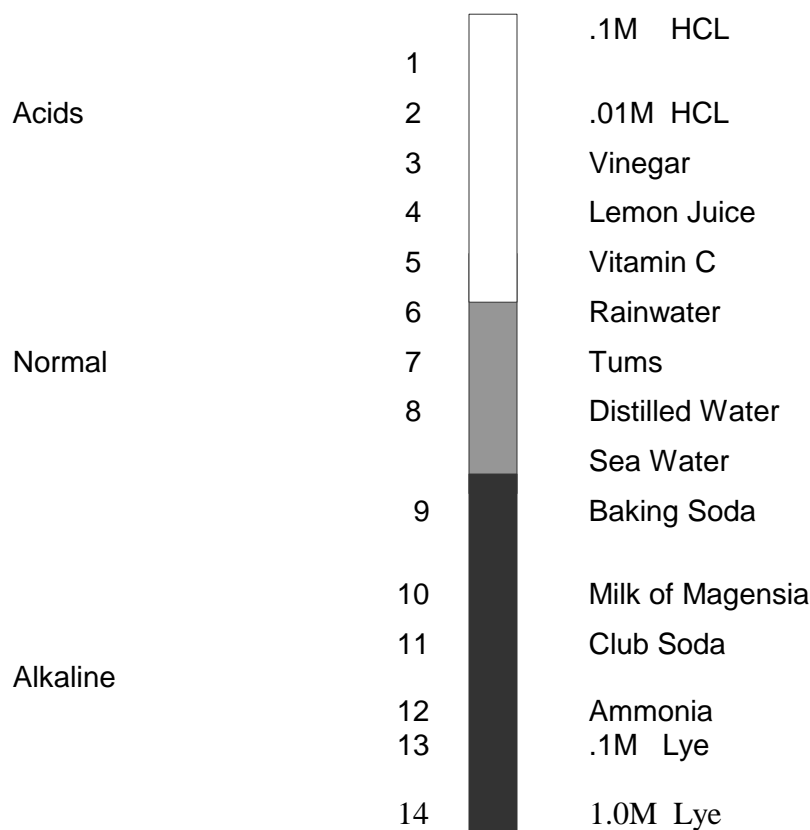 .1M HCL
1
Acids 2 .01M HCL
3 Vinegar
4 Lemon Juice
5 Vitamin C
6 Rainwater
Normal 7 Tums
8 Distilled Water
Sea Water
9 Baking Soda
10 Milk of Magensia
11 Club Soda
Alkaline
12 Ammonia
13 .1M Lye
14 1.0M Lye